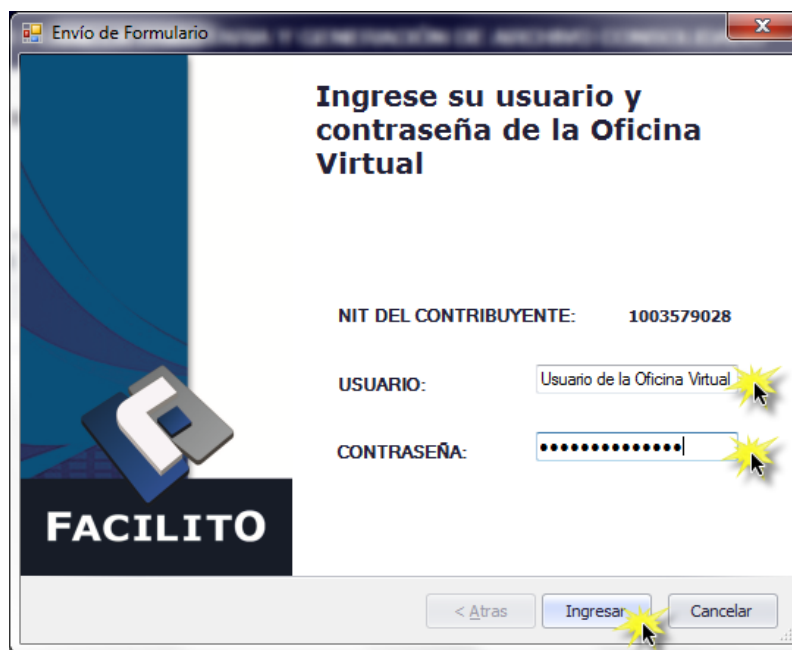 Envío de Formulario
Ingrese su usuario y
contraseña de la Oficina
Virtual
NIT DEL CONTRIBUYENTE: 1003579028
USUARIO: Usuario de la Oficina Virtual
CONTRASEÑA: ••••••••••••••
FACILITO
< Atras Ingresar Cancelar